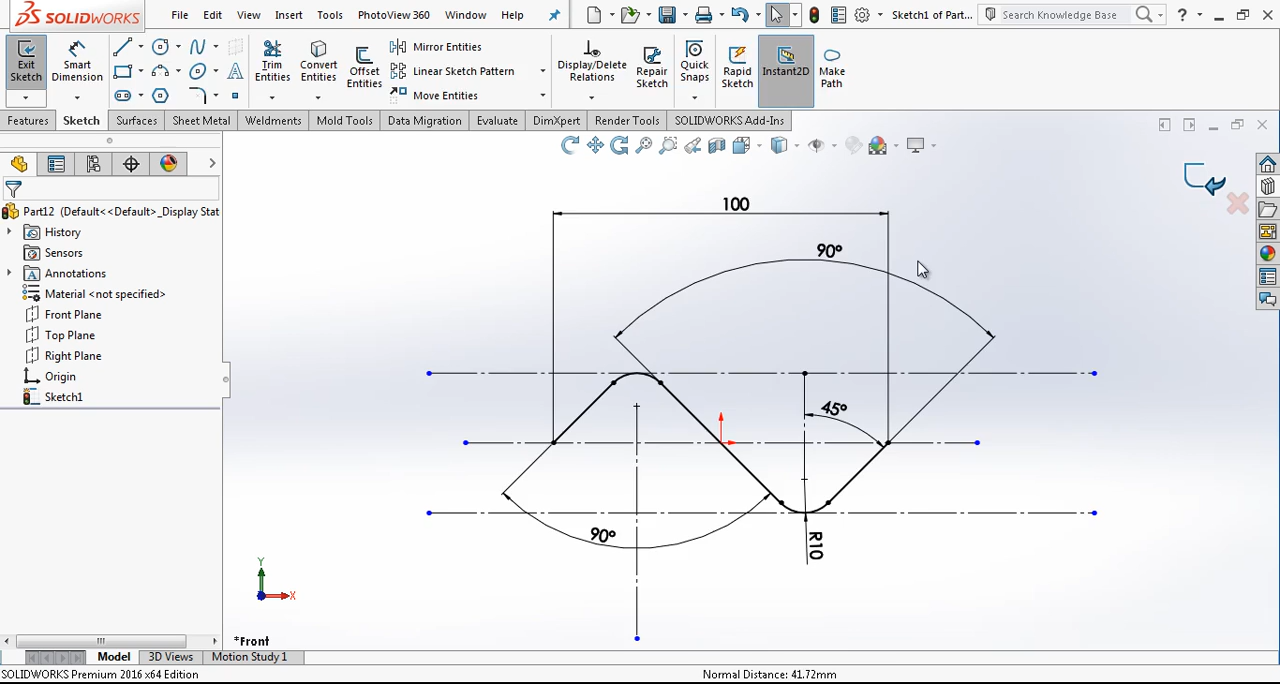 SOLIDWORKS File Edit View Insert Tools PhotoView 360 Window Help Sketch1 of Part... Search Knowledge Base ?
Exit Sketch
Smart Dimension
Trim Entities
Convert Entities
Offset Entities
Mirror Entities
Linear Sketch Pattern
Move Entities
Display/Delete Relations
Repair Sketch
Quick Snaps
Rapid Sketch
Instant2D
Make Path
Features Sketch Surfaces Sheet Metal Weldments Mold Tools Data Migration Evaluate DimXpert Render Tools SOLIDWORKS Add-Ins
Part12 (Default<<Default>_Display Stat
History
Sensors
Annotations
Material <not specified>
Front Plane
Top Plane
Right Plane
Origin
Sketch1
100
90°
45°
90°
R10
Y
X
*Front
Model 3D Views Motion Study 1
SOLIDWORKS Premium 2016 x64 Edition Normal Distance: 41.72mm